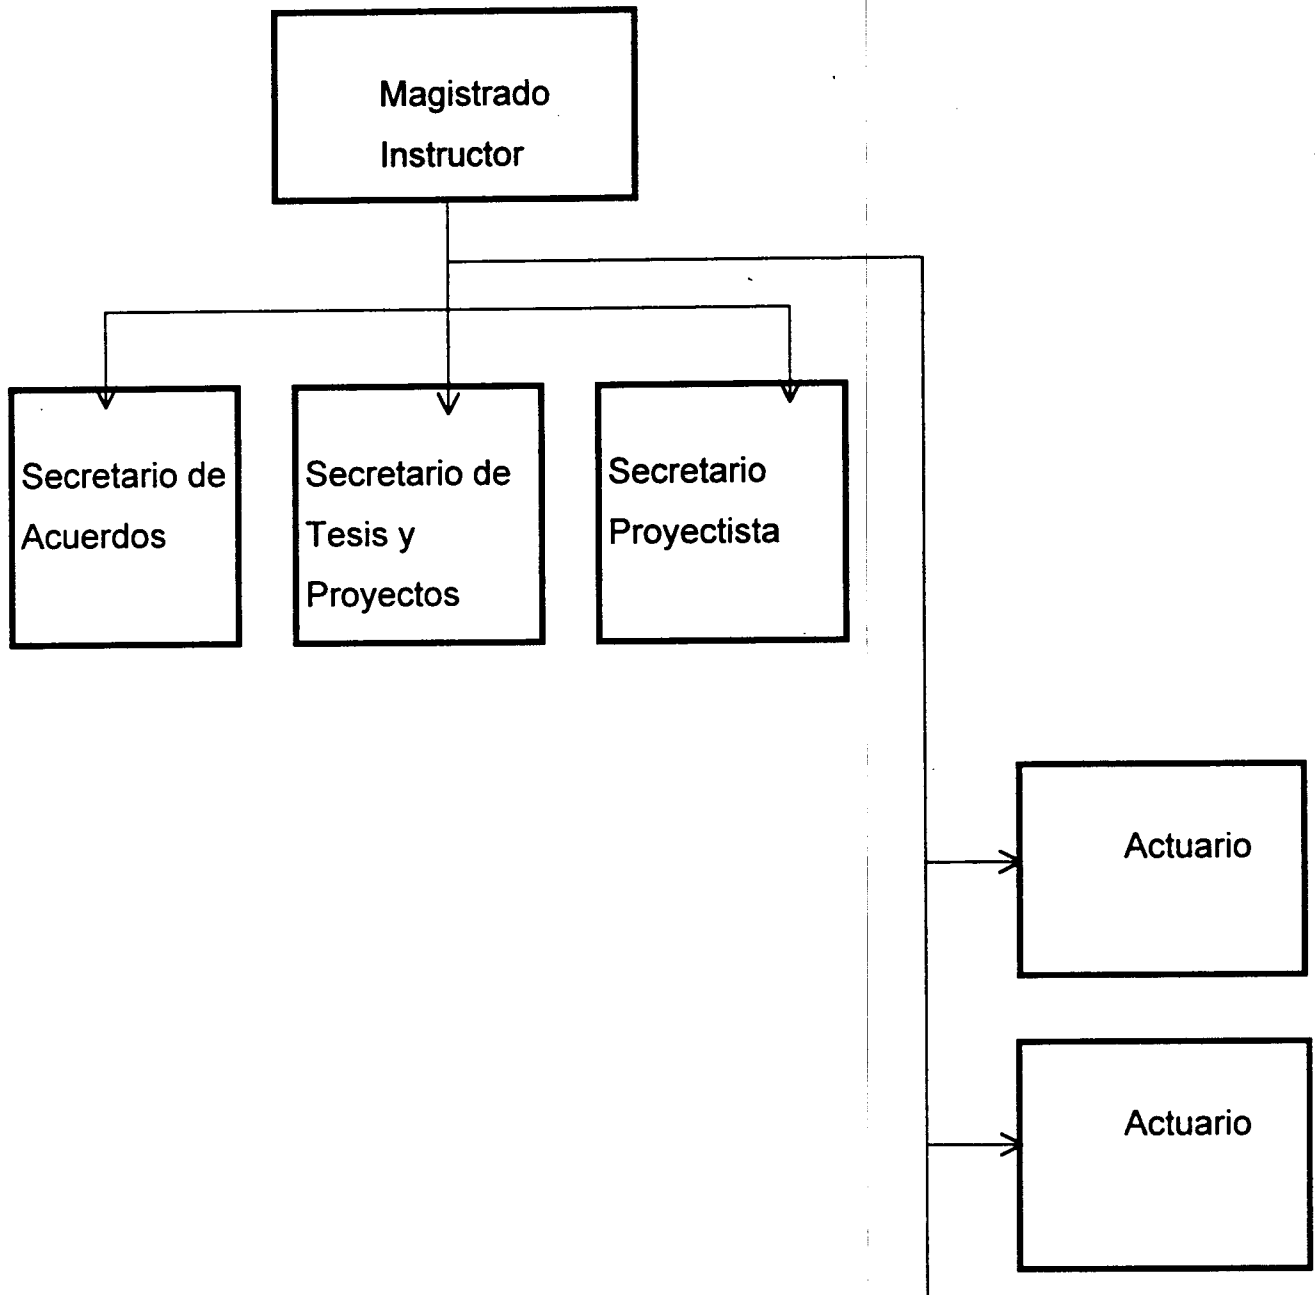 Magistrado
Instructor
Secretario de
Acuerdos
Secretario de
Tesis y
Proyectos
Secretario
Proyectista
Actuario
Actuario